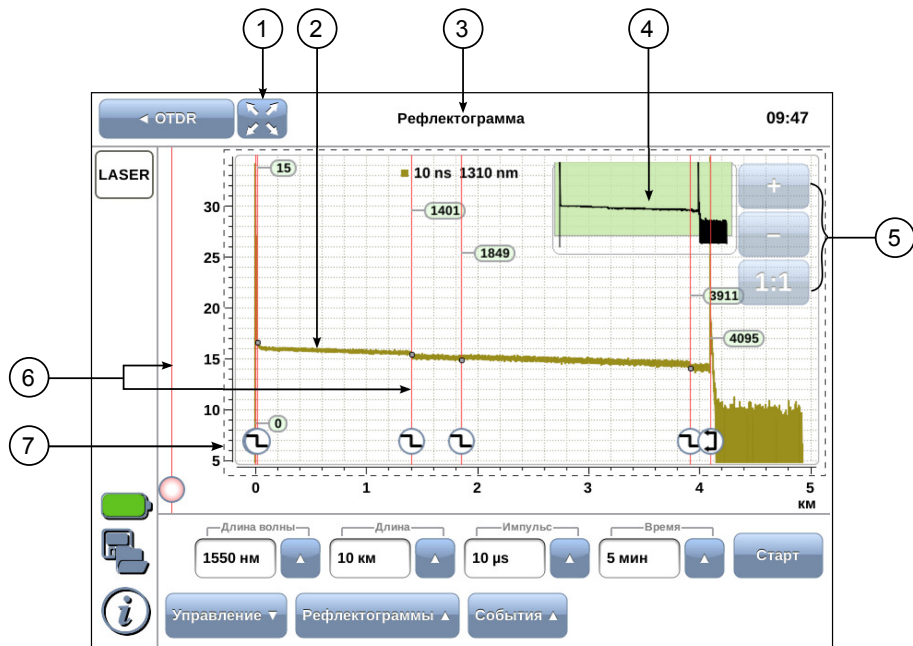 1 2 3 4
◄ OTDR
Рефлектограмма
09:47
LASER
15
10 ns 1310 nm
1401
1849
3911
4095
0
+
−
1:1
5
6
7
30
25
20
15
10
5
0 1 2 3 4 5
км
Длина волны
1550 нм ▲
Длина
10 км ▲
Импульс
10 µs ▲
Время
5 мин ▲
Старт
Управление ▼
Рефлектограммы ▲
События ▲
i